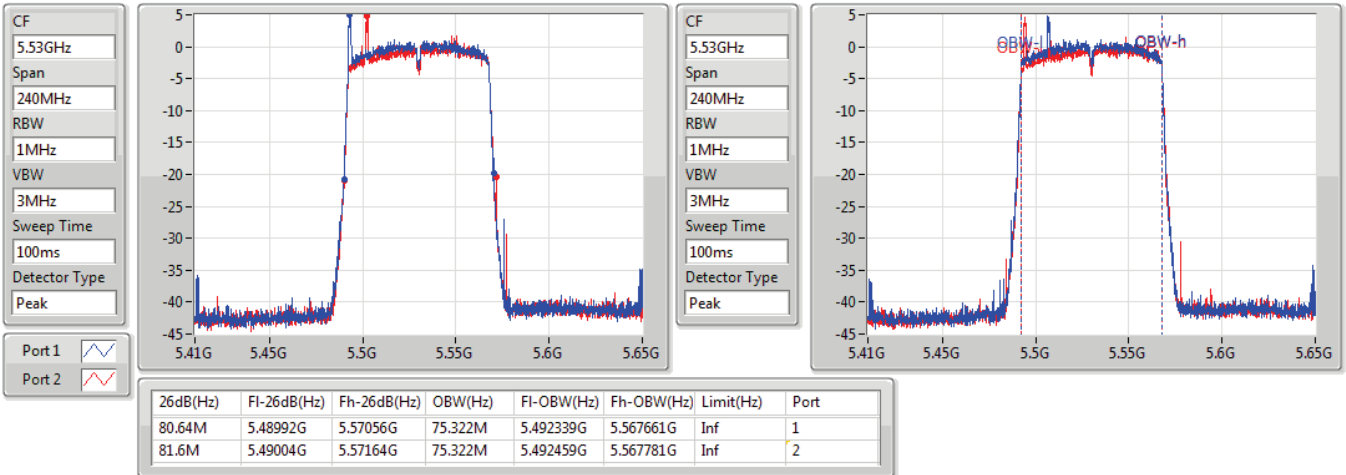 CF
5.53GHz
Span
240MHz
RBW
1MHz
VBW
3MHz
Sweep Time
100ms
Detector Type
Peak
Port 1
Port 2
5
0
-5
-10
-15
-20
-25
-30
-35
-40
-45
5.41G 5.45G 5.5G 5.55G 5.6G 5.65G
CF
5.53GHz
Span
240MHz
RBW
1MHz
VBW
3MHz
Sweep Time
100ms
Detector Type
Peak
5
0
-5
-10
-15
-20
-25
-30
-35
-40
-45
OBW-l OBW-h
5.41G 5.45G 5.5G 5.55G 5.6G 5.65G
26dB(Hz) Fl-26dB(Hz) Fh-26dB(Hz) OBW(Hz) Fl-OBW(Hz) Fh-OBW(Hz) Limit(Hz) Port
80.64M 5.48992G 5.57056G 75.322M 5.492339G 5.567661G Inf 1
81.6M 5.49004G 5.57164G 75.322M 5.492459G 5.567781G Inf 2